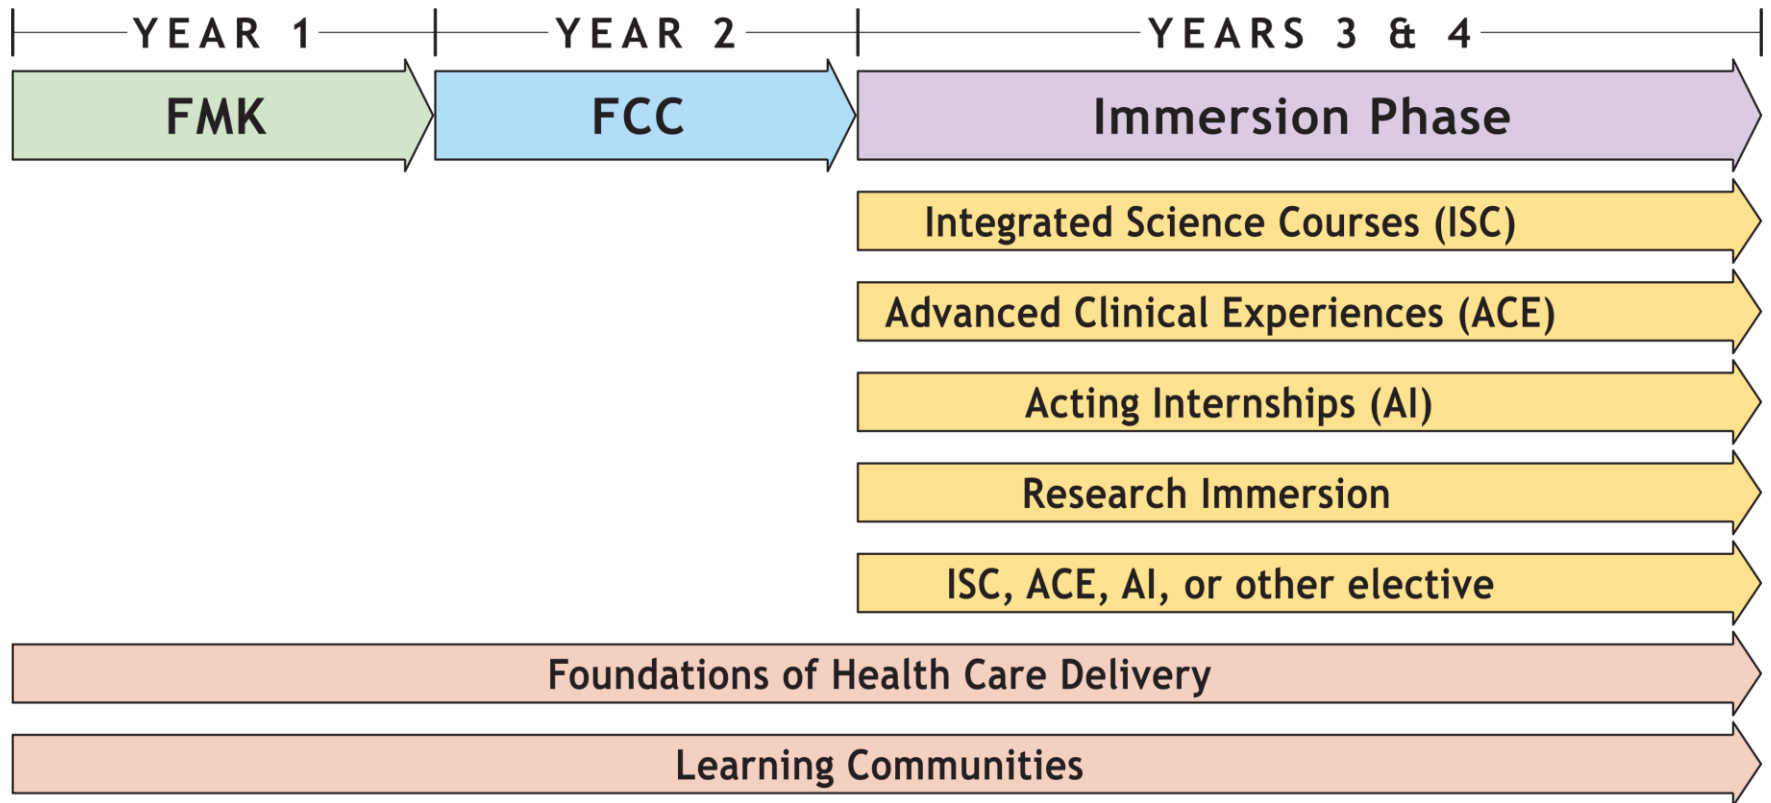 YEAR 1
YEAR 2
YEARS 3 & 4
FMK
FCC
Immersion Phase
Integrated Science Courses (ISC)
Advanced Clinical Experiences (ACE)
Acting Internships (AI)
Research Immersion
ISC, ACE, AI, or other elective
Foundations of Health Care Delivery
Learning Communities